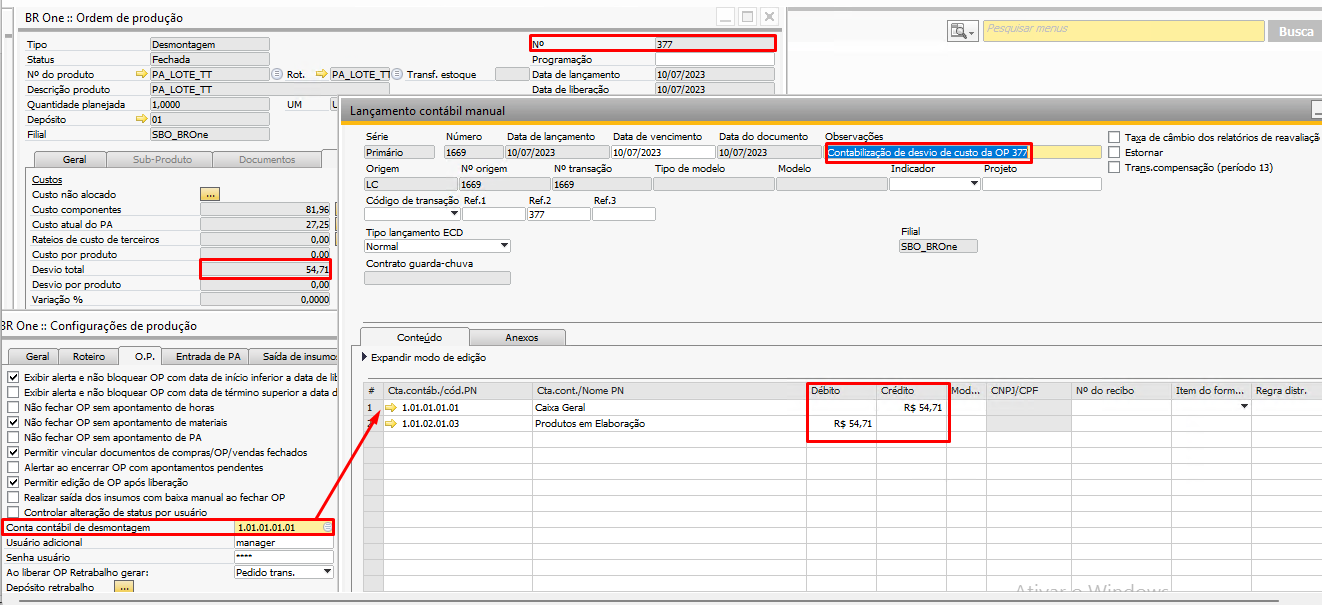 BR One :: Ordem de produção
Tipo Desmontagem
Nº 377
Status Fechada
Programação
Nº do produto PA_LOTE_TT Rot. PA_LOTE_TT Transf. estoque
Data de lançamento 10/07/2023
Descrição produto PA_LOTE_TT
Data de liberação 10/07/2023
Quantidade planejada 1,0000 UM
Depósito 01
Filial SBO_BROne
Geral Sub-Produto Documentos
Custos
Custo não alocado ...
Custo componentes 81,96
Custo atual do PA 27,25
Rateios de custo de terceiros 0,00
Custo por produto 0,00
Desvio total 54,71
Desvio por produto 0,00
Variação % 0,0000
Pesquisar menus
Busca
Lançamento contábil manual
Série Número Data de lançamento Data de vencimento Data do documento Observações
Primário 1669 10/07/2023 10/07/2023 10/07/2023 Contabilização de desvio de custo da OP 377
Taxa de câmbio dos relatórios de reavaliaçã
Estornar
Trans.compensação (período 13)
Origem Nº origem Nº transação Tipo de modelo Modelo Indicador Projeto
LC 1669 1669
Código de transação Ref.1 Ref.2 Ref.3
377
Tipo lançamento ECD
Normal
Filial
SBO_BROne
Contrato guarda-chuva
Conteúdo Anexos
Expandir modo de edição
# Cta.contáb./cód.PN Cta.cont./Nome PN Débito Crédito Mod... CNPJ/CPF Nº do recibo Item do form... Regra distr.
1 1.01.01.01.01 Caixa Geral R$ 54,71
2 1.01.02.01.03 Produtos em Elaboração R$ 54,71
BR One :: Configurações de produção
Geral Roteiro O.P. Entrada de PA Saída de insumos
Exibir alerta e não bloquear OP com data de início inferior a data de lib
Exibir alerta e não bloquear OP com data de término superior a data d
Não fechar OP sem apontamento de horas
Não fechar OP sem apontamento de materiais
Não fechar OP sem apontamento de PA
Permitir vincular documentos de compras/OP/vendas fechados
Alertar ao encerrar OP com apontamentos pendentes
Permitir edição de OP após liberação
Realizar saída dos insumos com baixa manual ao fechar OP
Controlar alteração de status por usuário
Conta contábil de desmontagem 1.01.01.01.01
Usuário adicional manager
Senha usuário ****
Ao liberar OP Retrabalho gerar: Pedido trans.
Depósito retrabalho ...
Ativar o Windows